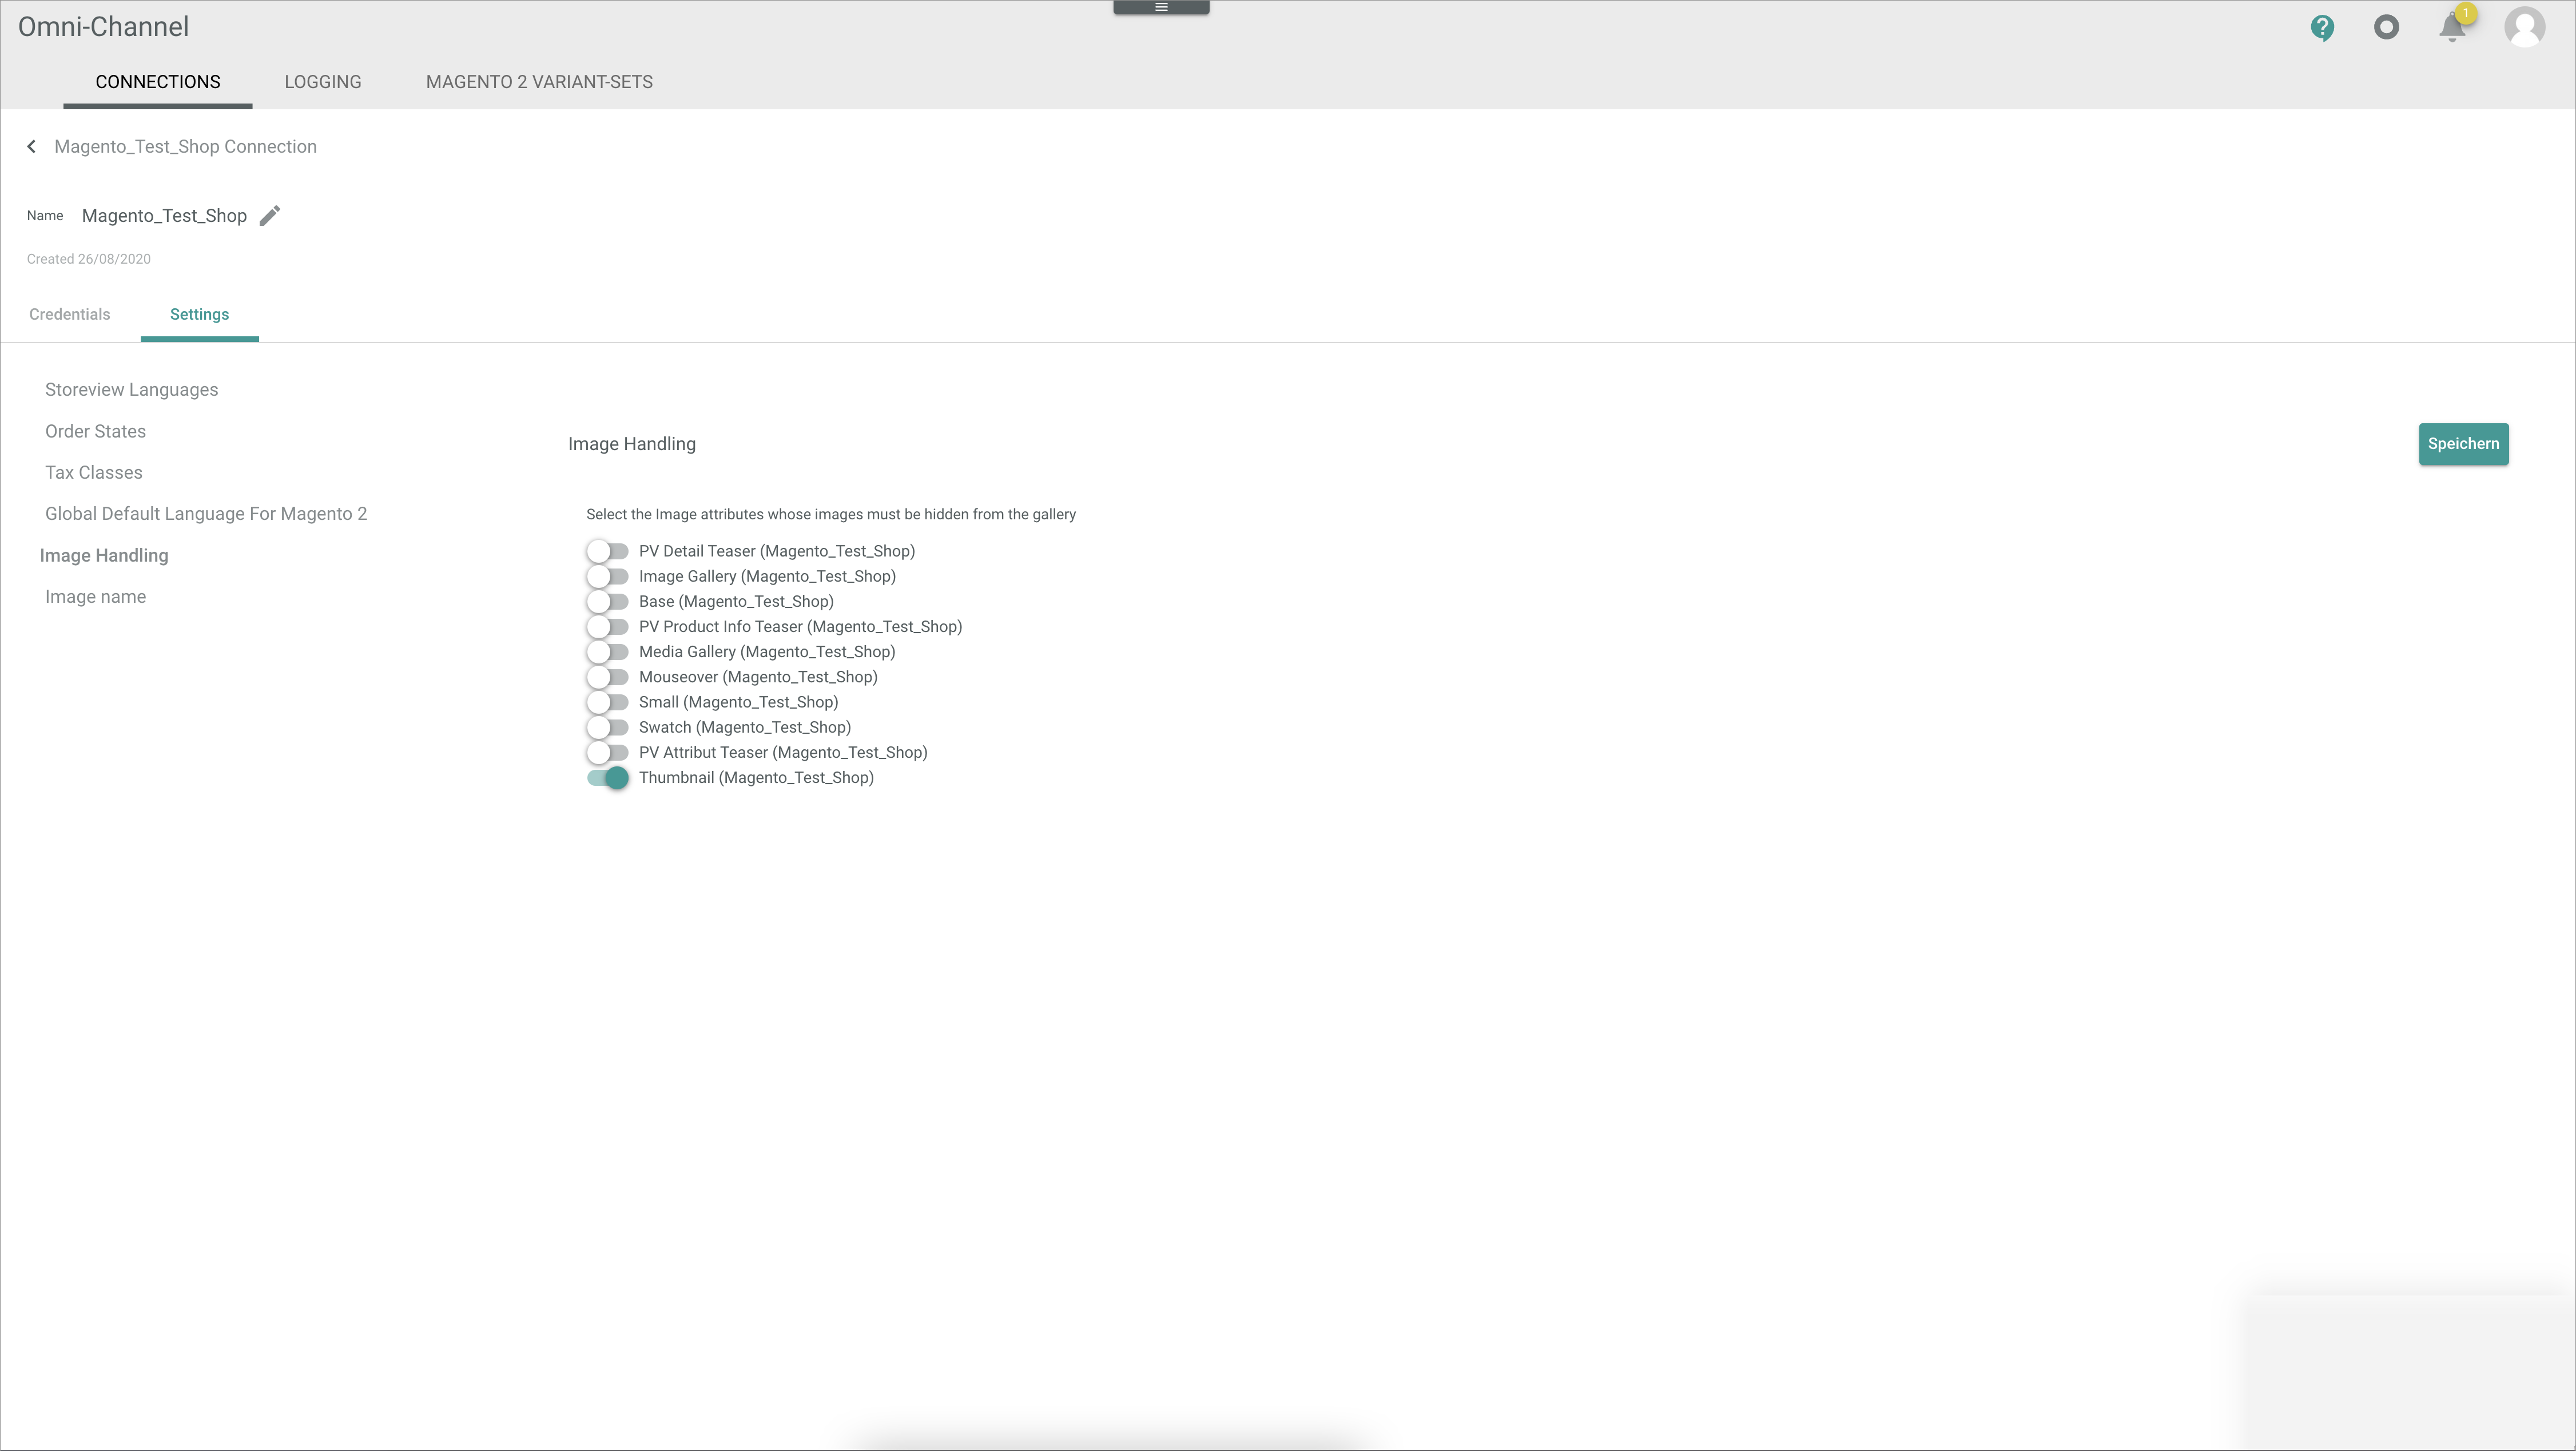 Omni-Channel
1
CONNECTIONS LOGGING MAGENTO 2 VARIANT-SETS
Magento_Test_Shop Connection
Name Magento_Test_Shop
Created 26/08/2020
Credentials Settings
Storeview Languages
Order States
Tax Classes
Global Default Language For Magento 2
Image Handling
Image name
Image Handling
Speichern
Select the Image attributes whose images must be hidden from the gallery
PV Detail Teaser (Magento_Test_Shop)
Image Gallery (Magento_Test_Shop)
Base (Magento_Test_Shop)
PV Product Info Teaser (Magento_Test_Shop)
Media Gallery (Magento_Test_Shop)
Mouseover (Magento_Test_Shop)
Small (Magento_Test_Shop)
Swatch (Magento_Test_Shop)
PV Attribut Teaser (Magento_Test_Shop)
Thumbnail (Magento_Test_Shop)